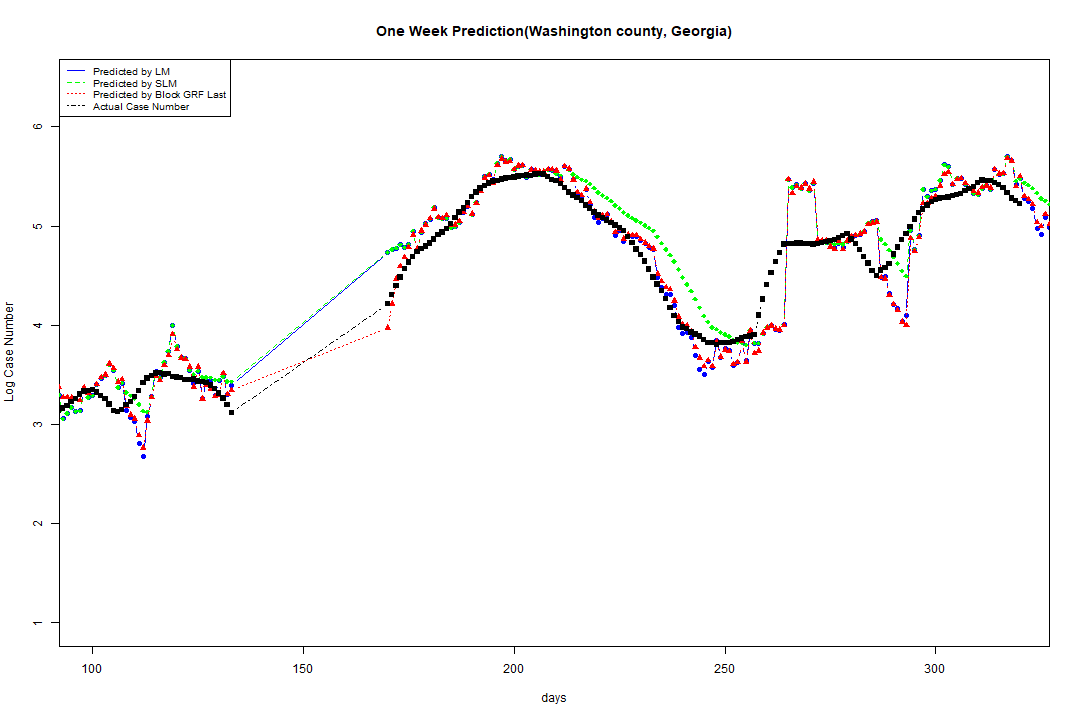 One Week Prediction(Washington county, Georgia)
Predicted by LM
Predicted by SLM
Predicted by Block GRF Last
Actual Case Number
Log Case Number
6
5
4
3
2
1
100 150 200 250 300
days